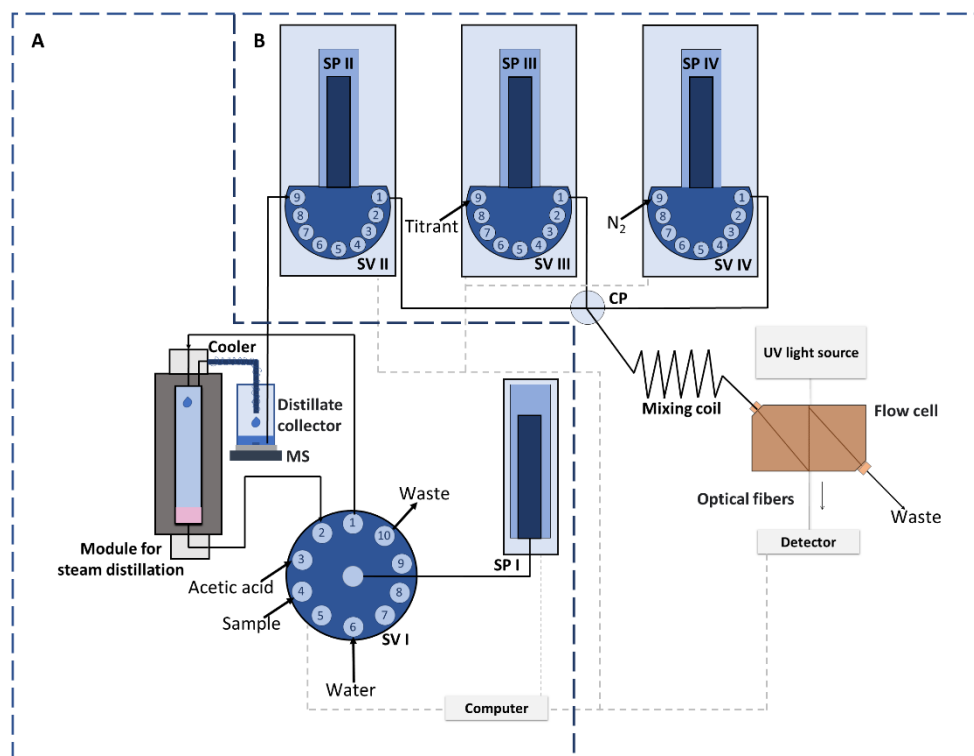 A
B
SP II
SP III
SP IV
9
1
8
2
7
3
6
5
4
SV II
9
1
8
2
7
3
6
5
4
SV III
Titrant
9
1
8
2
7
3
6
5
4
SV IV
N₂
CP
Cooler
Distillate
collector
MS
Module for
steam distillation
UV light source
Mixing coil
Flow cell
Optical fibers
Waste
Detector
Waste
1
2
10
3
9
4
8
5
7
6
SV I
SP I
Acetic acid
Sample
Water
Computer